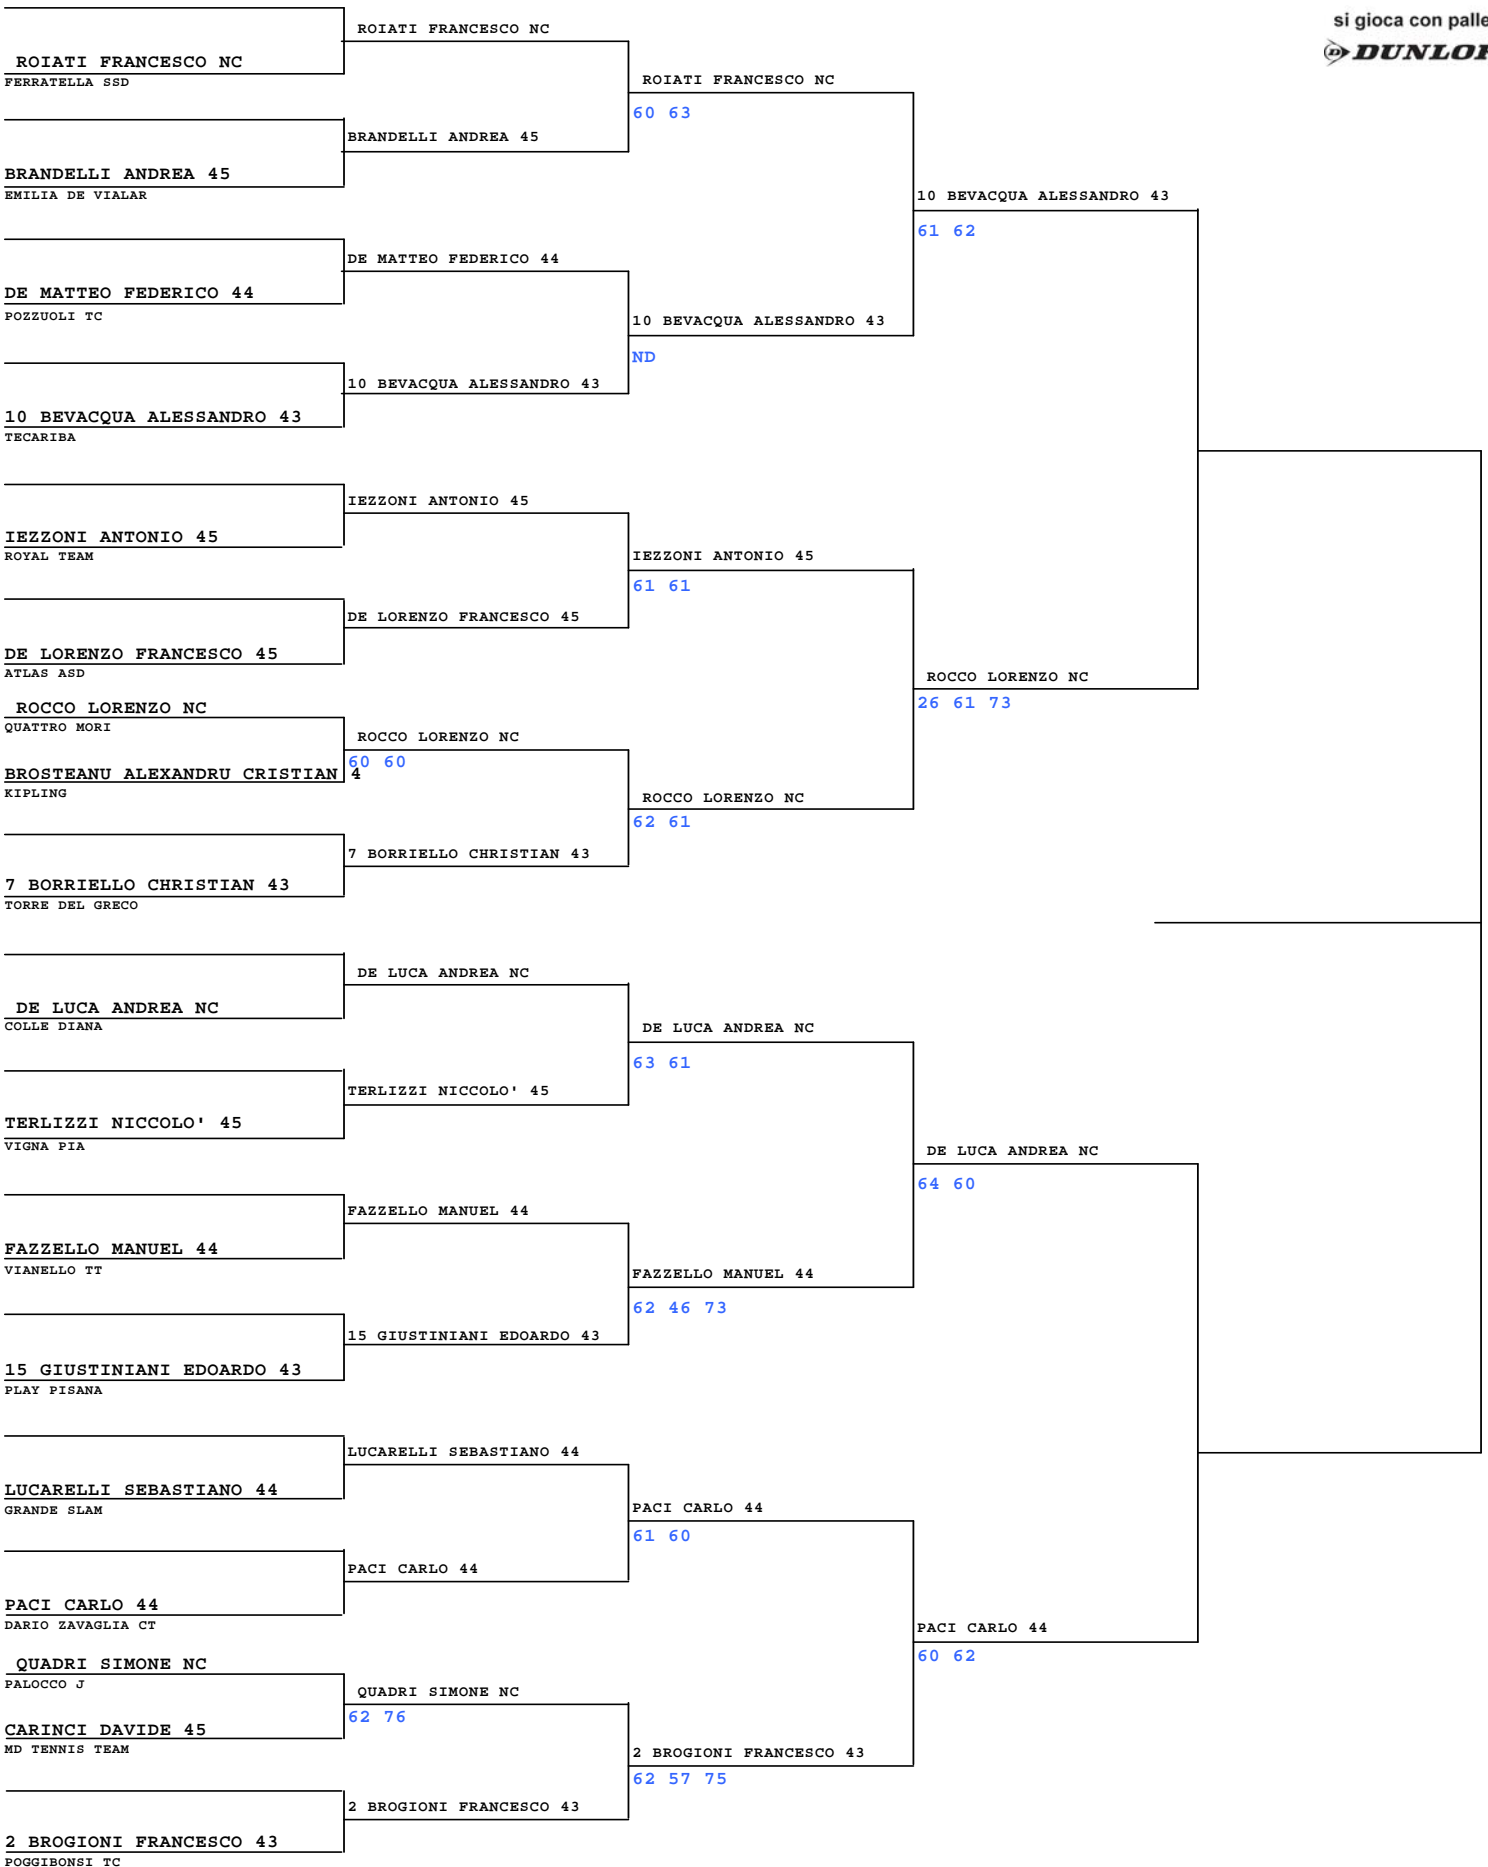 si gioca con palle
DUNLOP
ROIATI FRANCESCO NC
FERRATELLA SSD
BRANDELLI ANDREA 45
EMILIA DE VIALAR
DE MATTEO FEDERICO 44
POZZUOLI TC
10 BEVACQUA ALESSANDRO 43
TECARIBA
IEZZONI ANTONIO 45
ROYAL TEAM
DE LORENZO FRANCESCO 45
ATLAS ASD
ROCCO LORENZO NC
QUATTRO MORI
BROSTEANU ALEXANDRU CRISTIAN 4
KIPLING
7 BORRIELLO CHRISTIAN 43
TORRE DEL GRECO
DE LUCA ANDREA NC
COLLE DIANA
TERLIZZI NICCOLO' 45
VIGNA PIA
FAZZELLO MANUEL 44
VIANELLO TT
15 GIUSTINIANI EDOARDO 43
PLAY PISANA
LUCARELLI SEBASTIANO 44
GRANDE SLAM
PACI CARLO 44
DARIO ZAVAGLIA CT
QUADRI SIMONE NC
PALOCCO J
CARINCI DAVIDE 45
MD TENNIS TEAM
2 BROGIONI FRANCESCO 43
POGGIBONSI TC
ROIATI FRANCESCO NC
BRANDELLI ANDREA 45
DE MATTEO FEDERICO 44
10 BEVACQUA ALESSANDRO 43
IEZZONI ANTONIO 45
DE LORENZO FRANCESCO 45
ROCCO LORENZO NC
60 60
7 BORRIELLO CHRISTIAN 43
DE LUCA ANDREA NC
TERLIZZI NICCOLO' 45
FAZZELLO MANUEL 44
15 GIUSTINIANI EDOARDO 43
LUCARELLI SEBASTIANO 44
PACI CARLO 44
QUADRI SIMONE NC
62 76
2 BROGIONI FRANCESCO 43
ROIATI FRANCESCO NC
60 63
10 BEVACQUA ALESSANDRO 43
ND
IEZZONI ANTONIO 45
61 61
ROCCO LORENZO NC
62 61
DE LUCA ANDREA NC
63 61
FAZZELLO MANUEL 44
62 46 73
PACI CARLO 44
61 60
2 BROGIONI FRANCESCO 43
62 57 75
10 BEVACQUA ALESSANDRO 43
61 62
ROCCO LORENZO NC
26 61 73
DE LUCA ANDREA NC
64 60
PACI CARLO 44
60 62